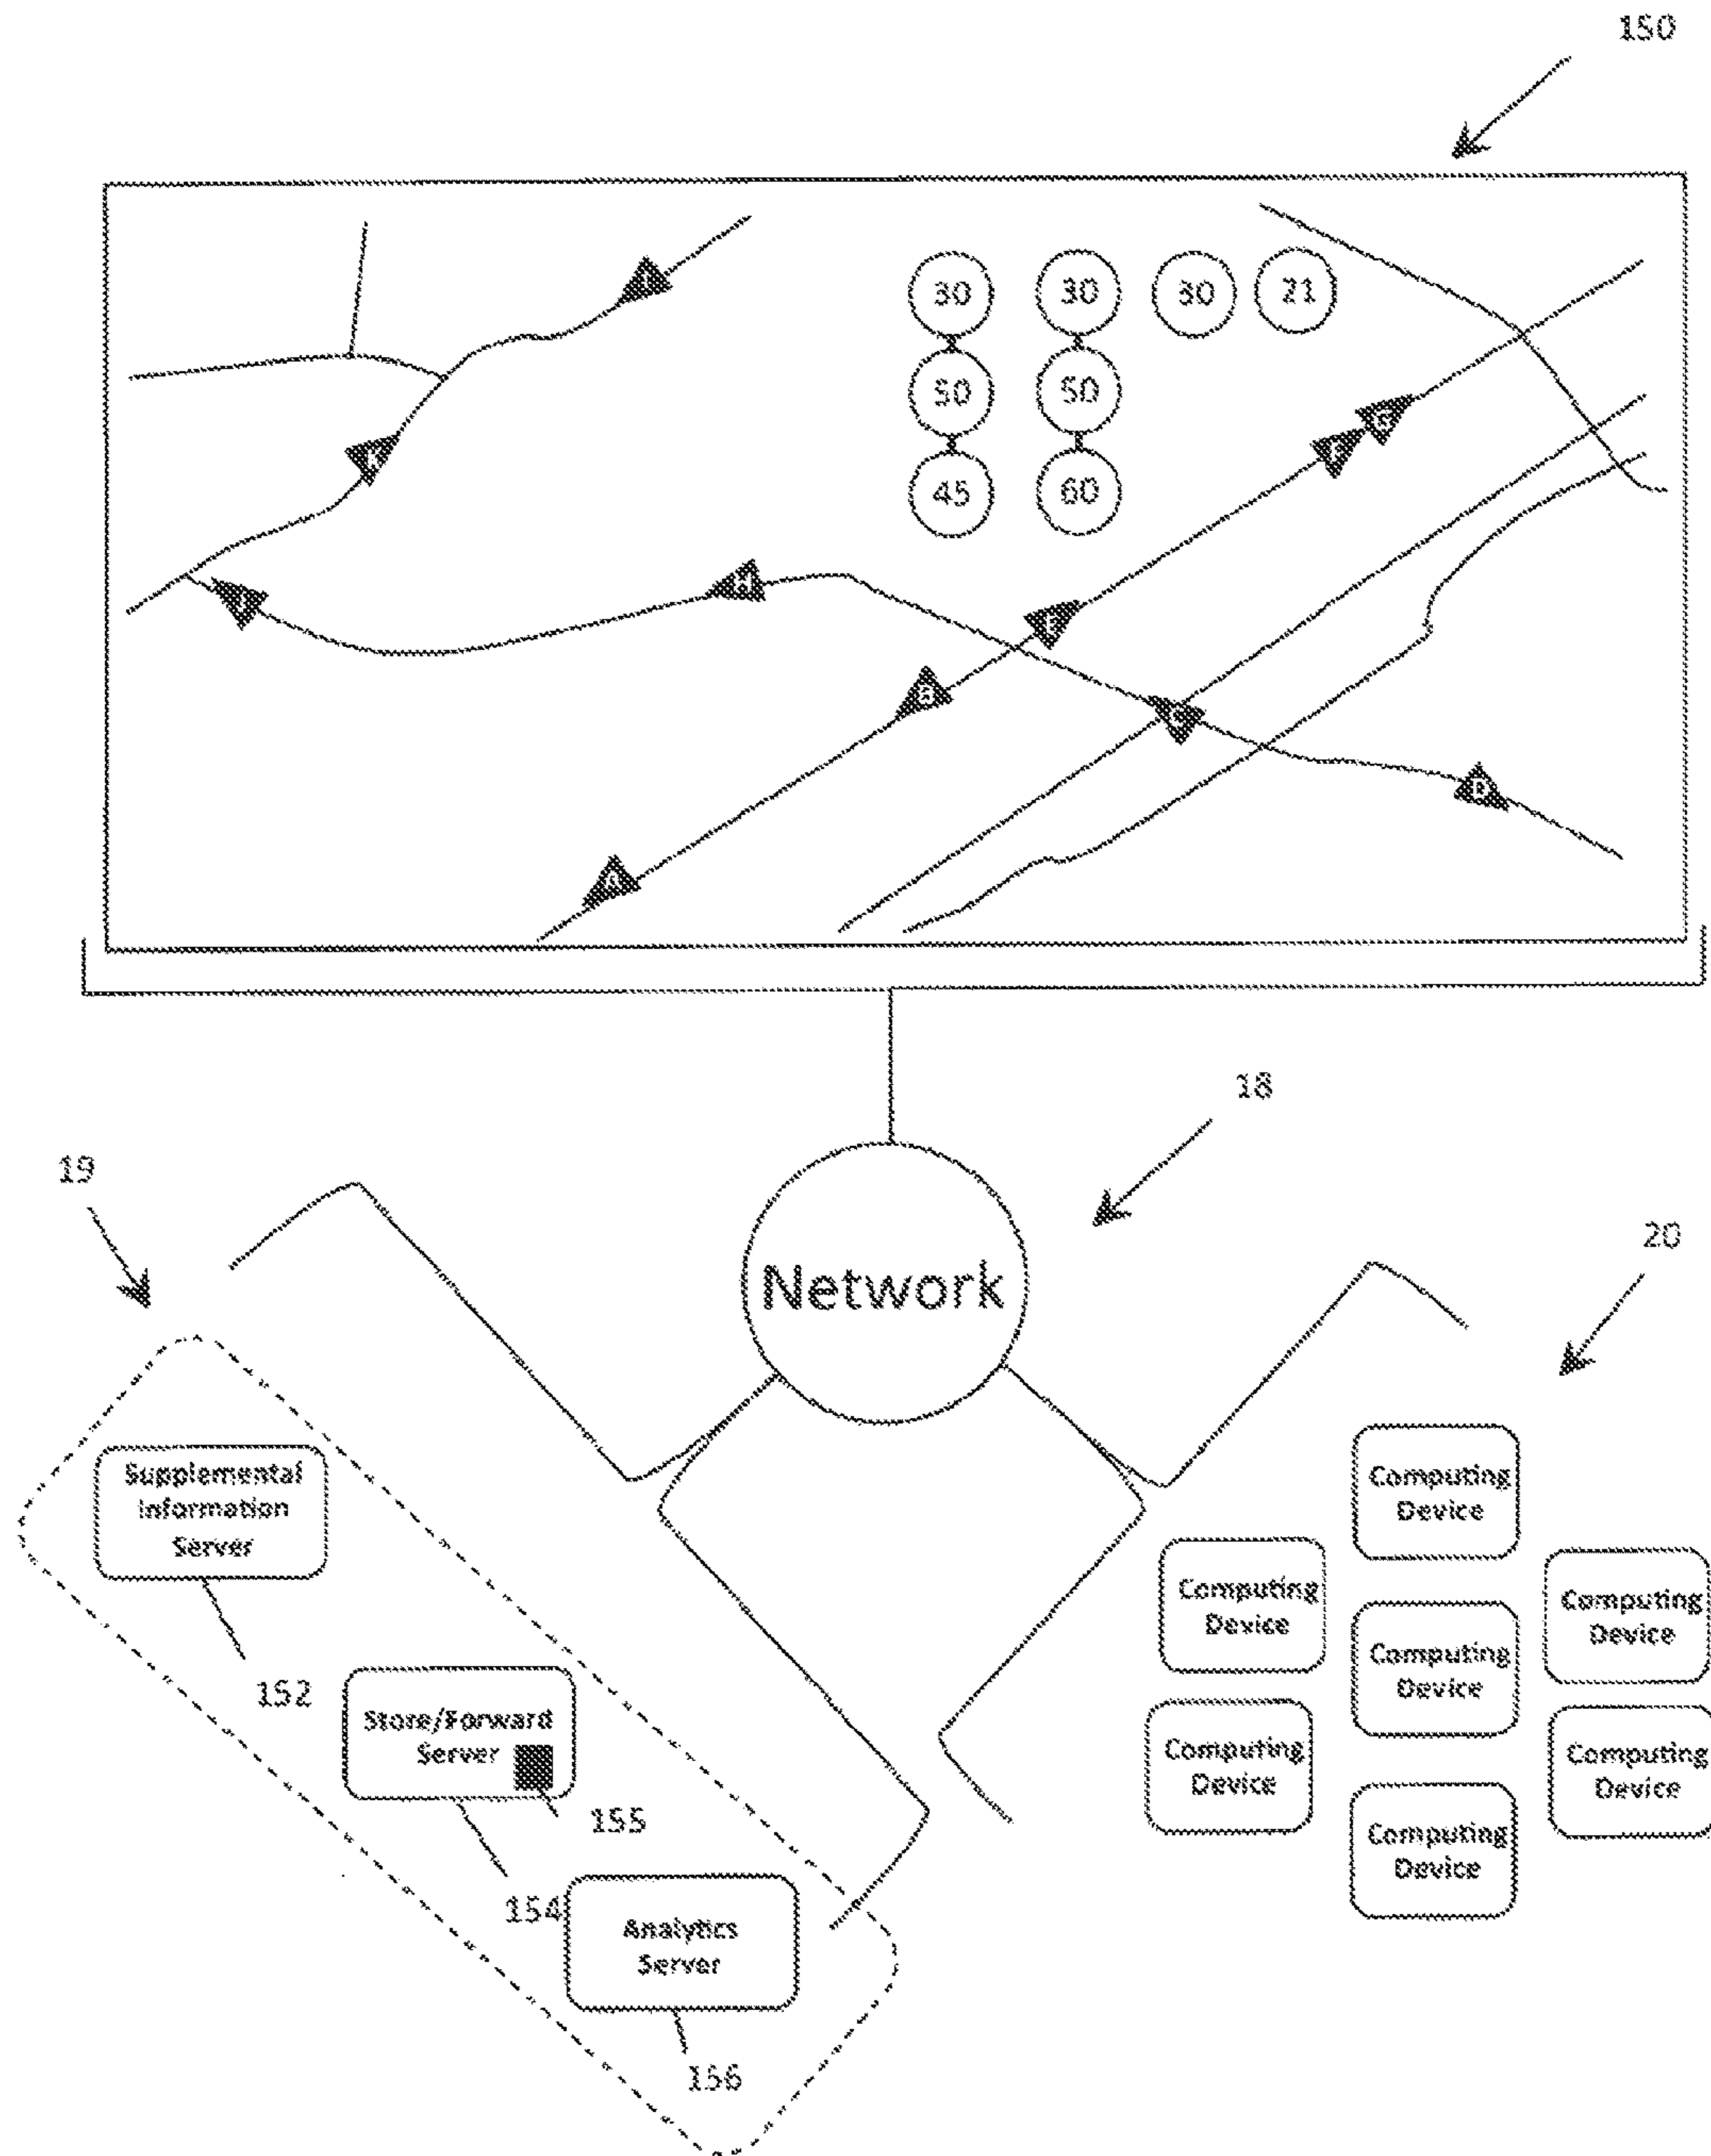 150
I
30 30 30 21
50 50
45 60
K
F G
H
J
E
B
C
D
A
18
19
20
Network
Supplemental
Information
Server
152
Store/Forward
Server
155
154
Analytics
Server
156
Computing
Device
Computing
Device
Computing
Device
Computing
Device
Computing
Device
Computing
Device
Computing
Device